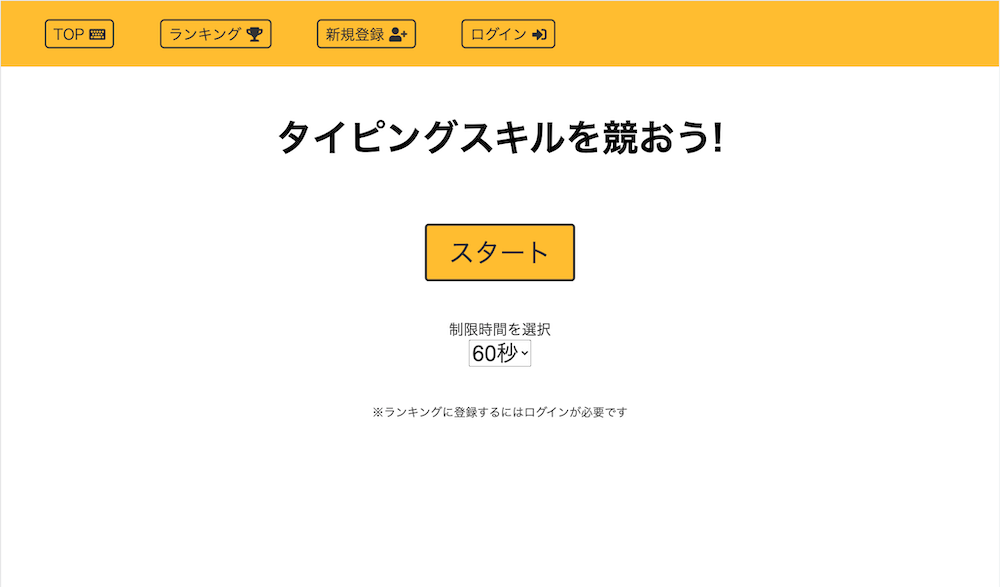 TOP ランキング 新規登録 ログイン
タイピングスキルを競おう!
スタート
制限時間を選択
60秒
※ランキングに登録するにはログインが必要です